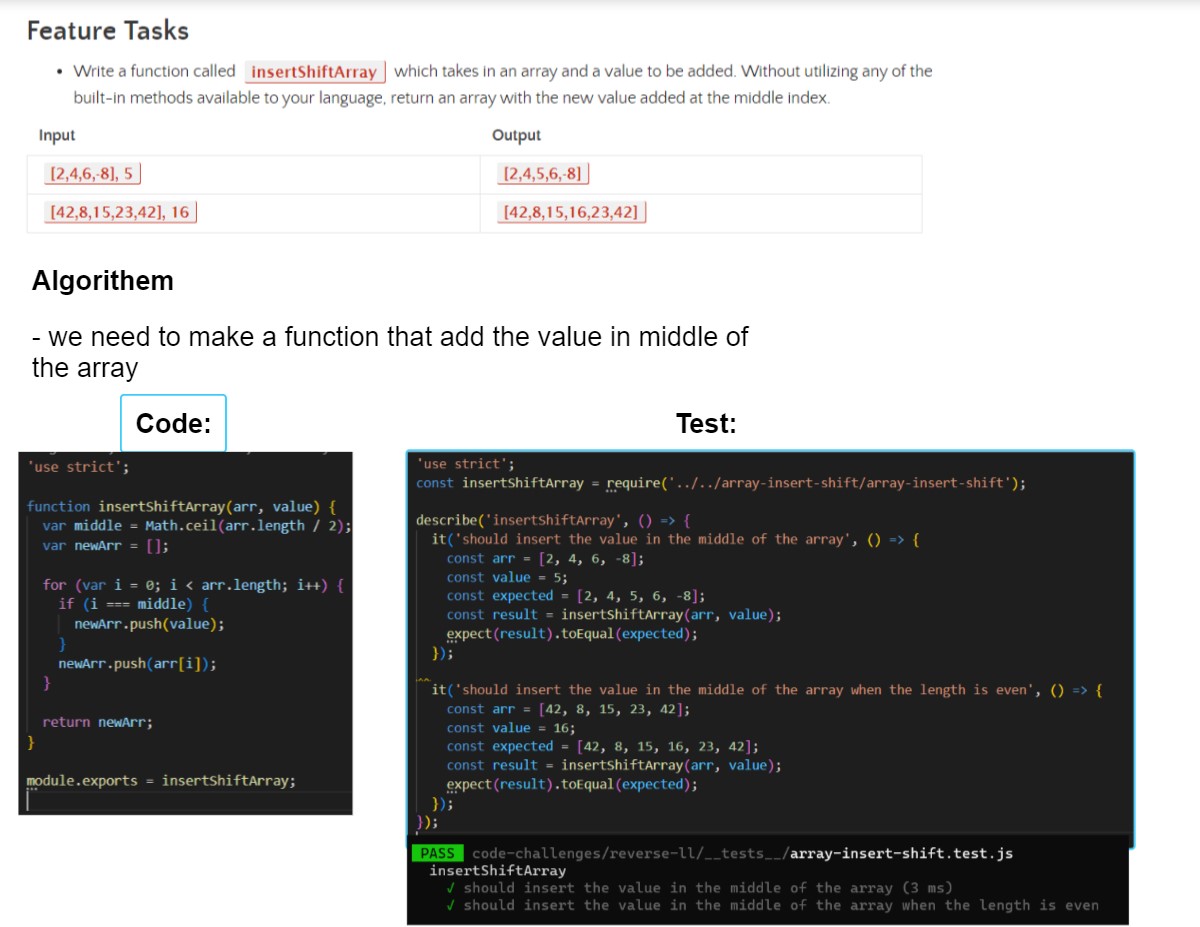 Feature Tasks
• Write a function called insertShiftArray which takes in an array and a value to be added. Without utilizing any of the
built-in methods available to your language, return an array with the new value added at the middle index.
Input Output
[2,4,6,-8], 5 [2,4,5,6,-8]
[42,8,15,23,42], 16 [42,8,15,16,23,42]
Algorithem
- we need to make a function that add the value in middle of
the array
Code:
'use strict';
function insertShiftArray(arr, value) {
var middle = Math.ceil(arr.length / 2);
var newArr = [];
for (var i = 0; i < arr.length; i++) {
if (i === middle) {
newArr.push(value);
}
newArr.push(arr[i]);
}
return newArr;
}
module.exports = insertShiftArray;
Test:
'use strict';
const insertShiftArray = require('../../array-insert-shift/array-insert-shift');
describe('insertShiftArray', () => {
it('should insert the value in the middle of the array', () => {
const arr = [2, 4, 6, -8];
const value = 5;
const expected = [2, 4, 5, 6, -8];
const result = insertShiftArray(arr, value);
expect(result).toEqual(expected);
});
it('should insert the value in the middle of the array when the length is even', () => {
const arr = [42, 8, 15, 23, 42];
const value = 16;
const expected = [42, 8, 15, 16, 23, 42];
const result = insertShiftArray(arr, value);
expect(result).toEqual(expected);
});
});
PASS code-challenges/reverse-ll/__tests__/array-insert-shift.test.js
insertShiftArray
√ should insert the value in the middle of the array (3 ms)
√ should insert the value in the middle of the array when the length is even